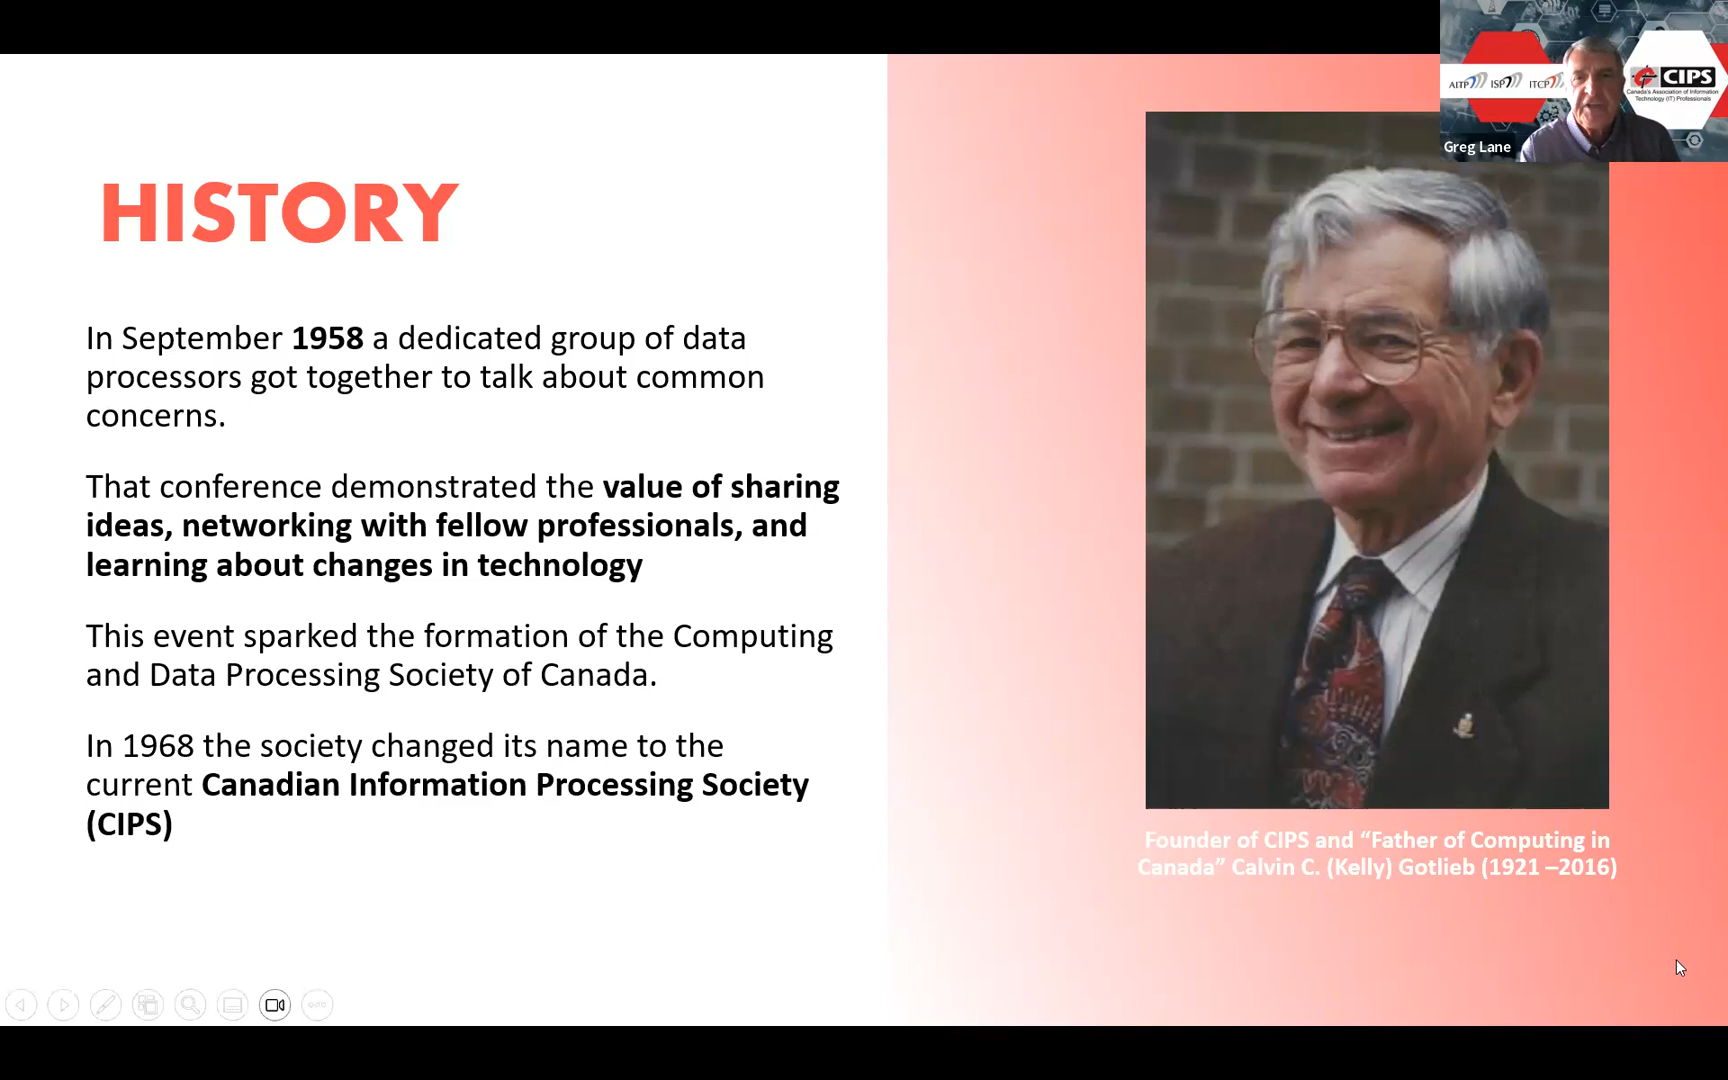 HISTORY
In September 1958 a dedicated group of data
processors got together to talk about common
concerns.
That conference demonstrated the value of sharing
ideas, networking with fellow professionals, and
learning about changes in technology
This event sparked the formation of the Computing
and Data Processing Society of Canada.
In 1968 the society changed its name to the
current Canadian Information Processing Society
(CIPS)
AITP ISP ITCP
CIPS
Canada's Association of Information
Technology (IT) Professionals
Greg Lane
Founder of CIPS and “Father of Computing in
Canada” Calvin C. (Kelly) Gotlieb (1921 –2016)